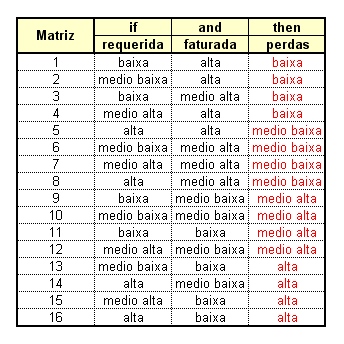 Matriz if and then
requerida faturada perdas
1 baixa alta baixa
2 medio baixa alta baixa
3 baixa medio alta baixa
4 medio alta alta baixa
5 alta alta medio baixa
6 medio baixa medio alta medio baixa
7 medio alta medio alta medio baixa
8 alta medio alta medio baixa
9 baixa medio baixa medio alta
10 medio baixa medio baixa medio alta
11 baixa baixa medio alta
12 medio alta medio baixa medio alta
13 medio baixa baixa alta
14 alta medio baixa alta
15 medio alta baixa alta
16 alta baixa alta